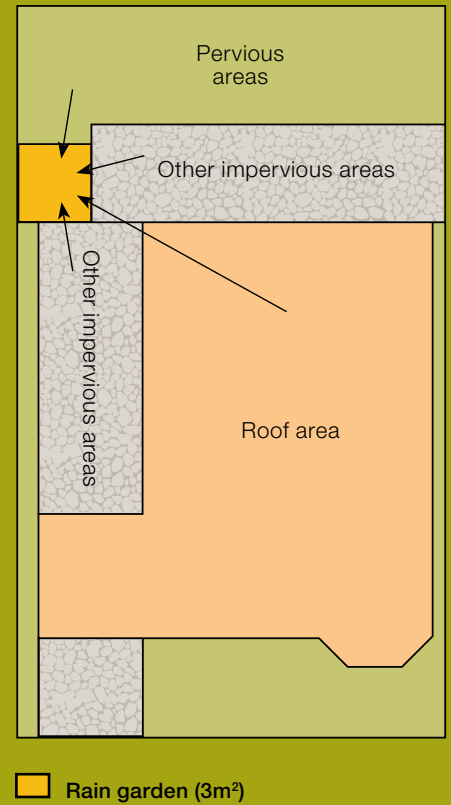 Pervious
areas
Other impervious areas
Other impervious areas
Roof area
Rain garden (3m²)